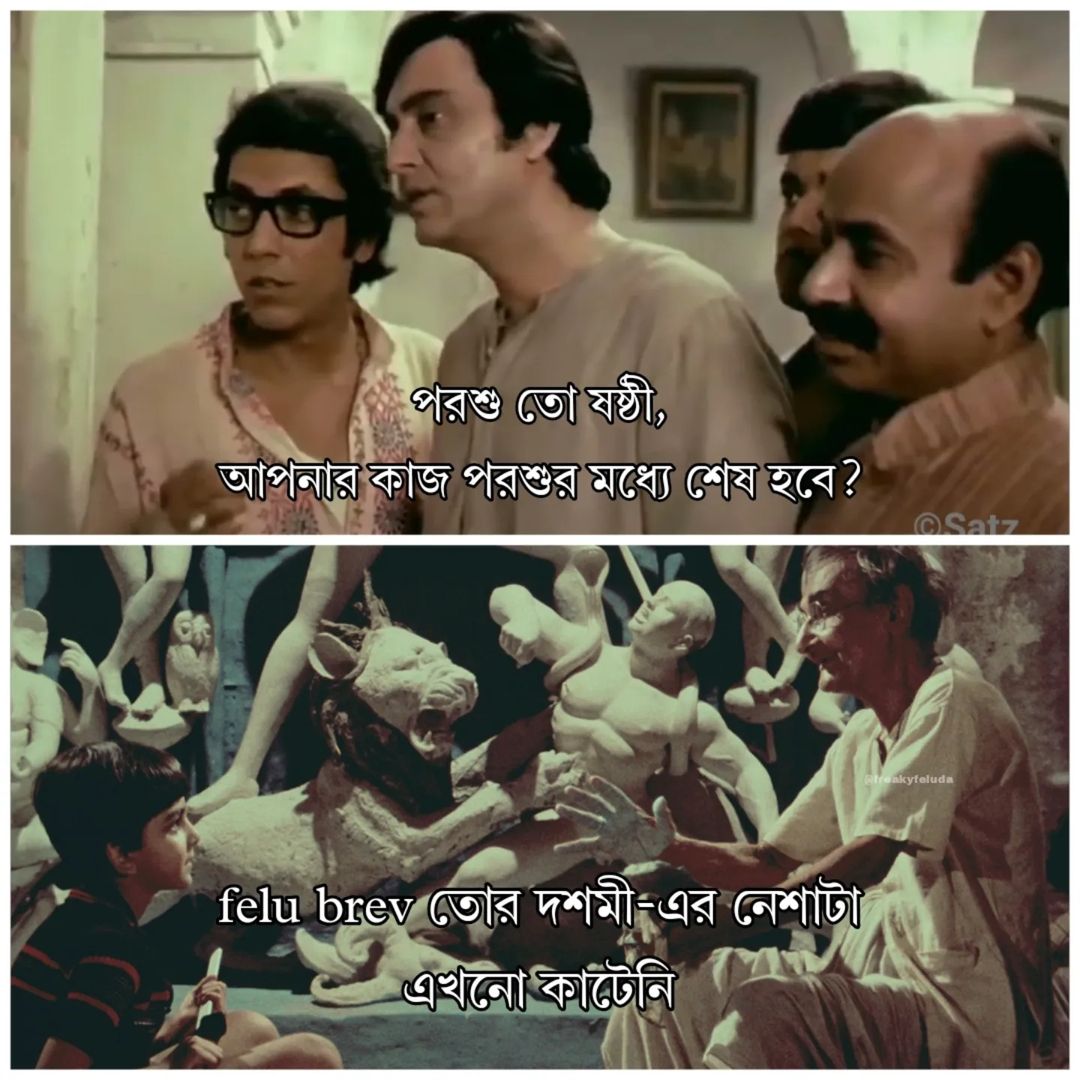 পরশু তো ষষ্ঠী,
আপনার কাজ পরশুর মধ্যে শেষ হবে?
©Satz
@freakyfeluda
felu brev তোর দশমী-এর নেশাটা
এখনো কাটেনি